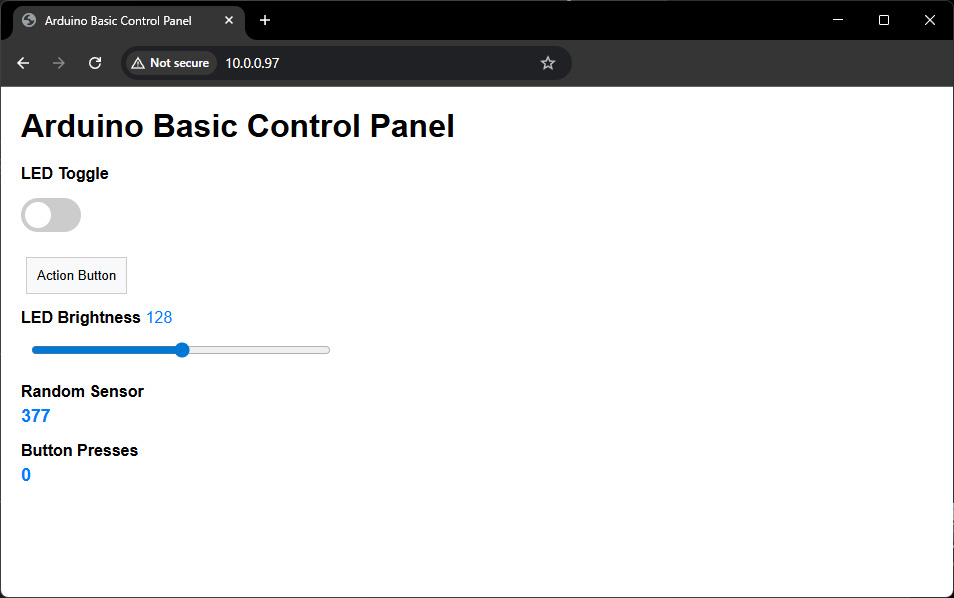 Arduino Basic Control Panel
Not secure 10.0.0.97
Arduino Basic Control Panel
LED Toggle
Action Button
LED Brightness 128
Random Sensor
377
Button Presses
0